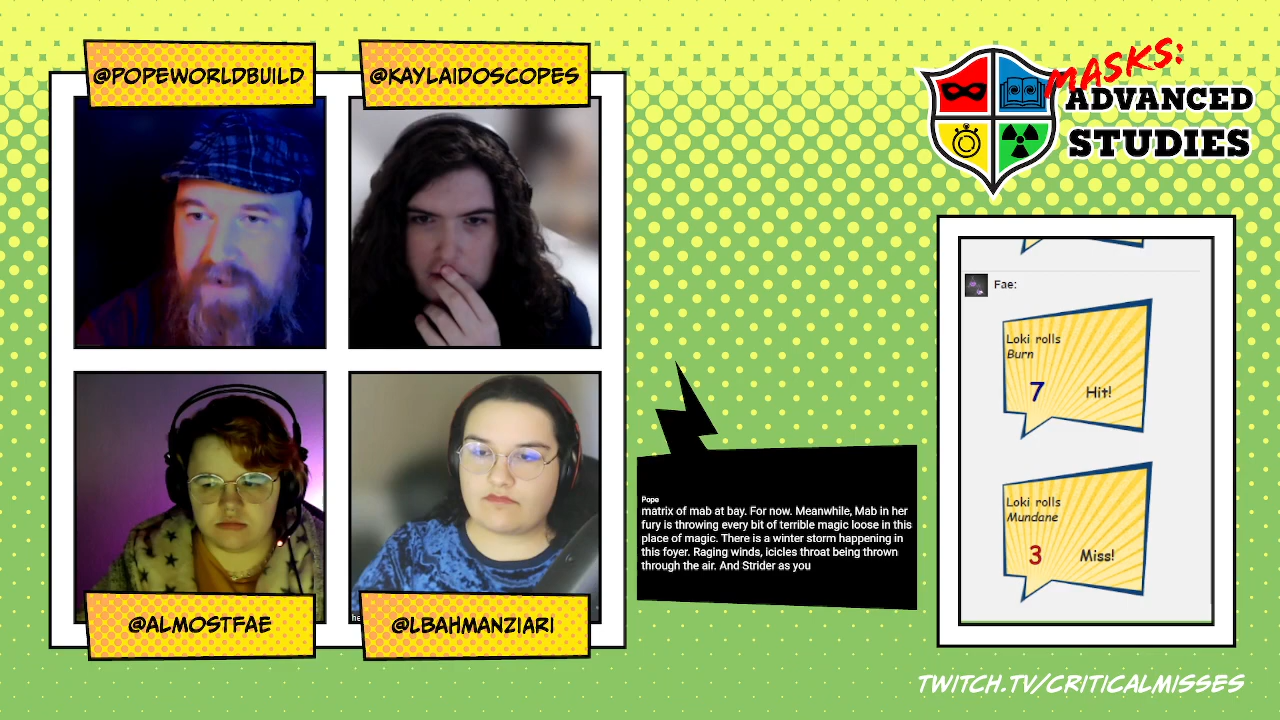 @POPEWORLDBUILD
@KAYLAIDOSCOPES
@ALMOSTFAE
he
@LBAHMANZIARI
MASKS:
ADVANCED
STUDIES
Fae:
Loki rolls
Burn
7 Hit!
Loki rolls
Mundane
3 Miss!
Pope
matrix of mab at bay. For now. Meanwhile, Mab in her
fury is throwing every bit of terrible magic loose in this
place of magic. There is a winter storm happening in
this foyer. Raging winds, icicles throat being thrown
through the air. And Strider as you
TWITCH.TV/CRITICALMISSES